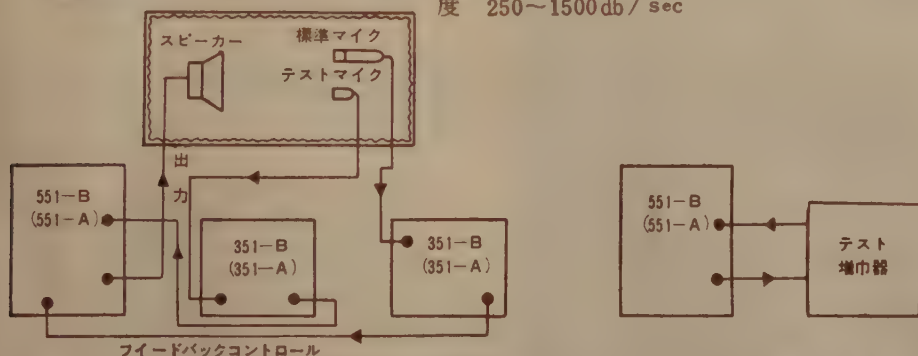 度 250〜1500db/sec
スピーカー
標準マイク
テストマイク
出力
551−B
(551−A)
351−B
(351−A)
351−B
(351−A)
551−B
(551−A)
テスト
増巾器
フイードバックコントロール